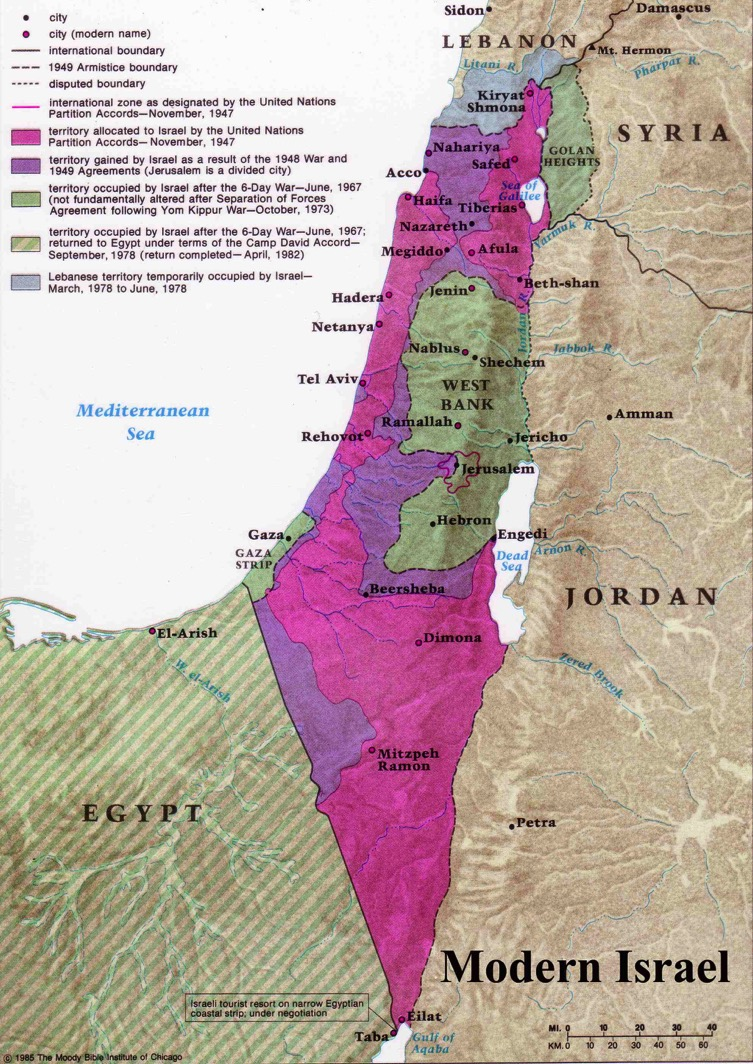 city
city (modern name)
international boundary
1949 Armistice boundary
disputed boundary
international zone as designated by the United Nations
Partition Accords—November, 1947
territory allocated to Israel by the United Nations
Partition Accords—November, 1947
territory gained by Israel as a result of the 1948 War and
1949 Agreements (Jerusalem is a divided city)
territory occupied by Israel after the 6-Day War—June, 1967
(not fundamentally altered after Separation of Forces
Agreement following Yom Kippur War—October, 1973)
territory occupied by Israel after the 6-Day War—June, 1967;
returned to Egypt under terms of the Camp David Accord—
September, 1978 (return completed—April, 1982)
Lebanese territory temporarily occupied by Israel—
March, 1978 to June, 1978
Sidon
Damascus
LEBANON
Mt. Hermon
Litani R.
Pharpar R.
Kiryat
Shmona
SYRIA
GOLAN
HEIGHTS
Nahariya
Safed
Acco
Sea of
Galilee
Haifa
Tiberias
Nazareth
Yarmuk R.
Megiddo
Afula
Beth-shan
Jenin
Hadera
Jordan R.
Netanya
Nablus
Shechem
Jabbok R.
Tel Aviv
WEST
BANK
Mediterranean
Sea
Amman
Ramallah
Rehovot
Jericho
Jerusalem
Hebron
Gaza
GAZA
STRIP
Engedi
Dead
Sea
Arnon R.
Beersheba
JORDAN
El-Arish
Dimona
W. el-Arish
Zered Brook
Mitzpeh
Ramon
EGYPT
Petra
Modern Israel
Israeli tourist resort on narrow Egyptian
coastal strip; under negotiation
Eilat
Taba
Gulf of
Aqaba
MI. 0 10 20 30 40
KM. 0 10 20 30 40 50 60
© 1985 The Moody Bible Institute of Chicago